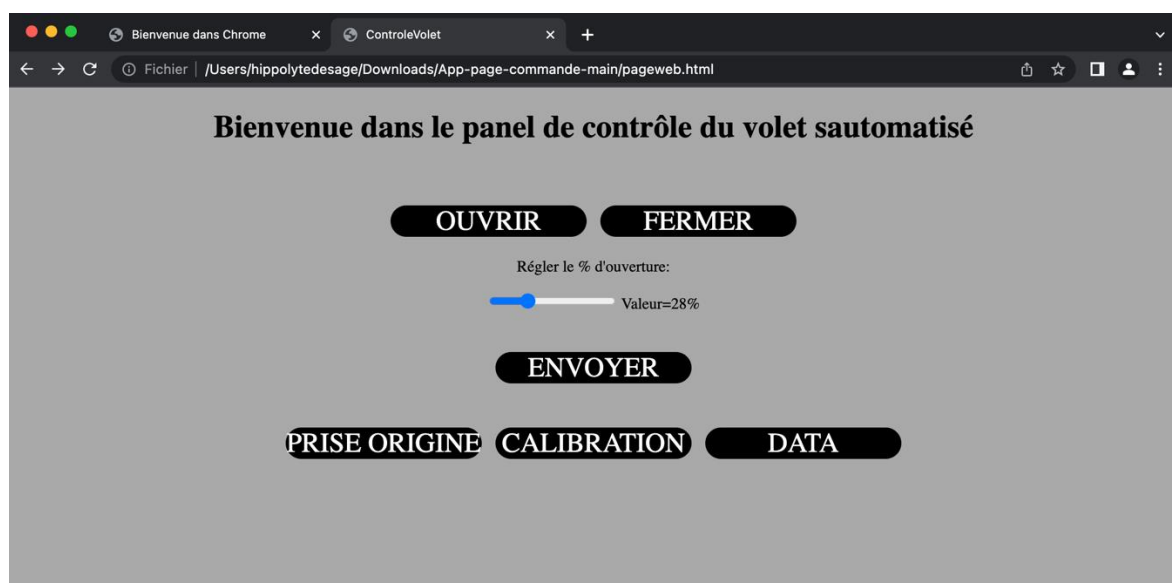 Bienvenue dans Chrome
ControleVolet
Fichier | /Users/hippolytedesage/Downloads/App-page-commande-main/pageweb.html
Bienvenue dans le panel de contrôle du volet sautomatisé
OUVRIR FERMER
Régler le % d'ouverture:
Valeur=28%
ENVOYER
PRISE ORIGINE CALIBRATION DATA